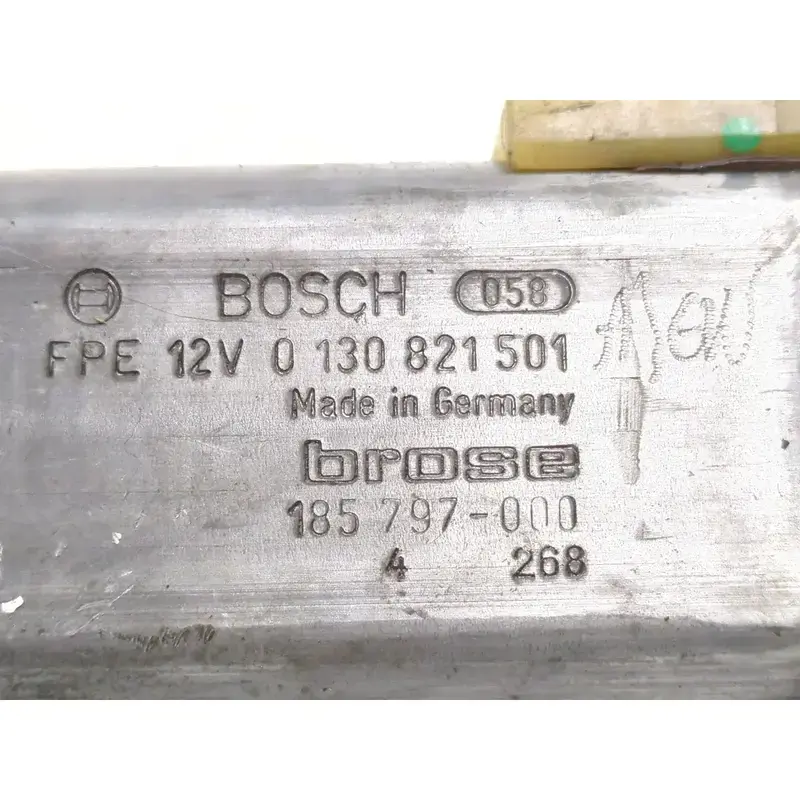 BOSCH 058
FPE 12V 0 130 821 501
Made in Germany
brose
185 797-000
4 268